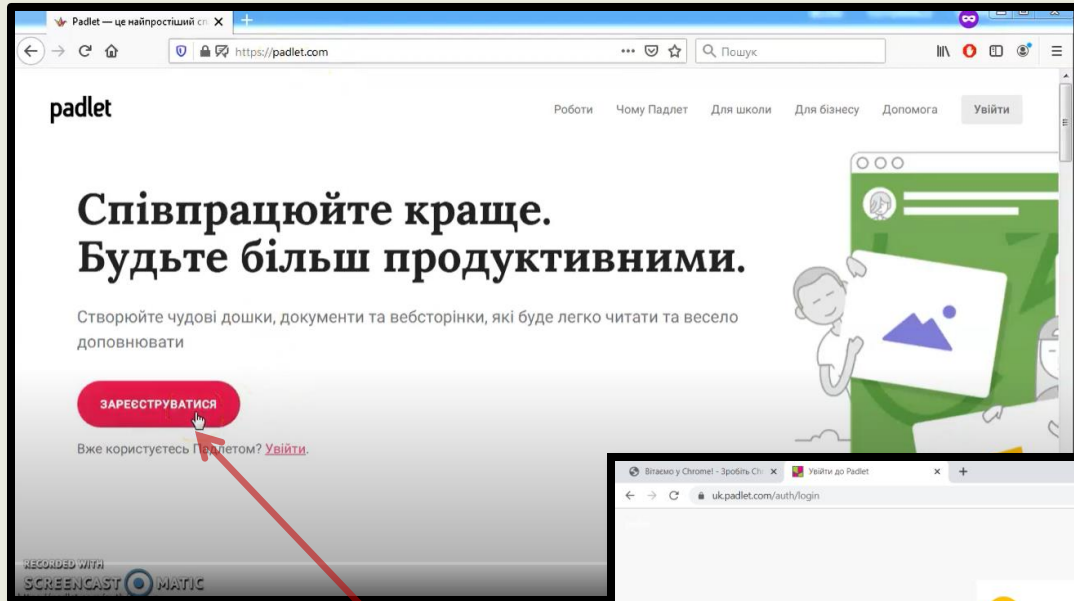 Padlet — це найпростіший сп
https://padlet.com
Пошук
padlet
Роботи
Чому Падлет
Для школи
Для бізнесу
Допомога
Увійти
Співпрацюйте краще.
Будьте більш продуктивними.
Створюйте чудові дошки, документи та вебсторінки, які буде легко читати та весело
доповнювати
ЗАРЕЄСТРУВАТИСЯ
Вже користуєтесь Падлетом? Увійти.
RECORDED WITH
SCREENCAST MATIC
Вітаємо у Chrome! - Зробіть Ch
Увійти до Padlet
uk.padlet.com/auth/login